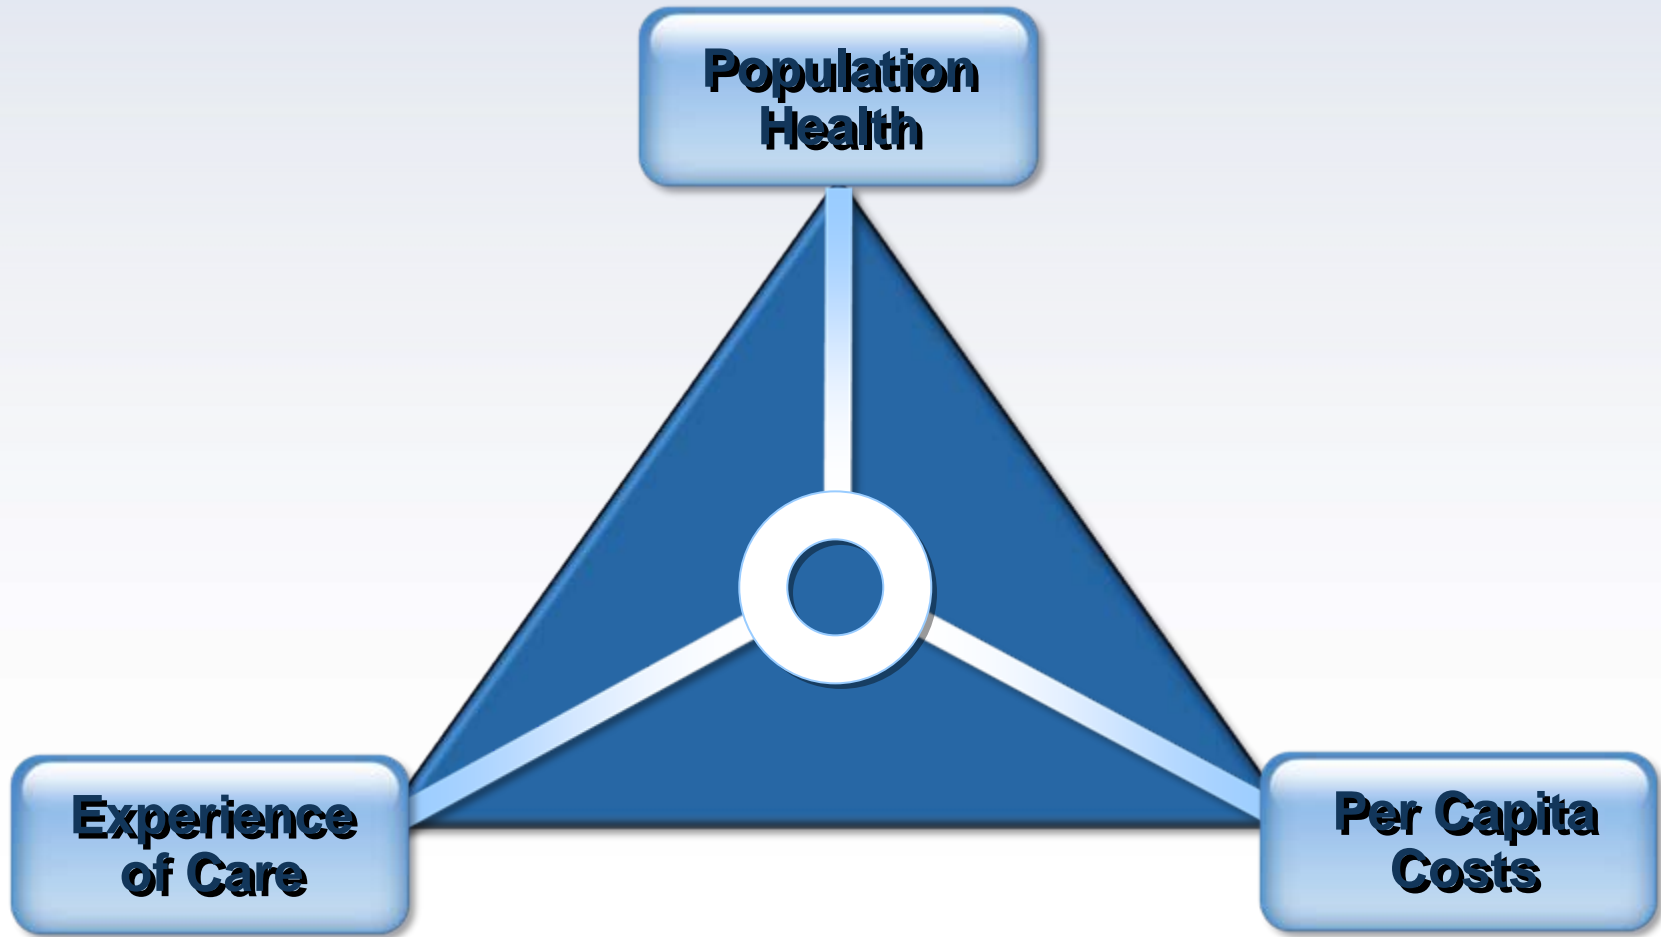 Population
Health
Experience
of Care
Per Capita
Costs